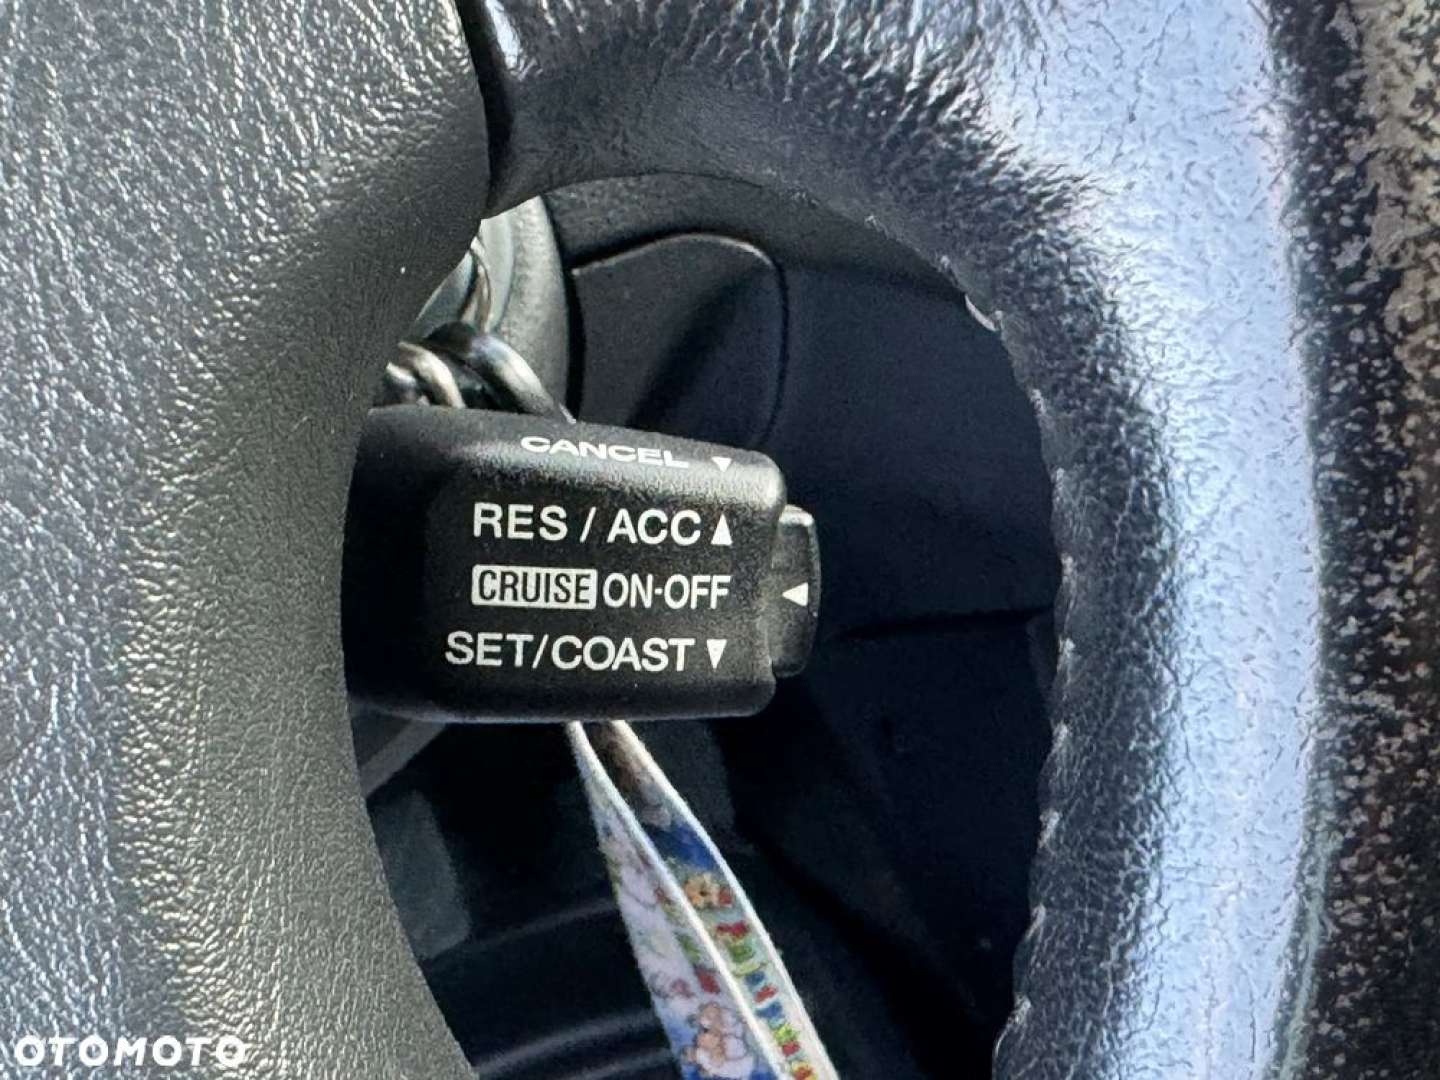 CANCEL ▼
RES / ACC ▲
CRUISE ON-OFF ◀
SET/COAST ▼
OTOMOTO